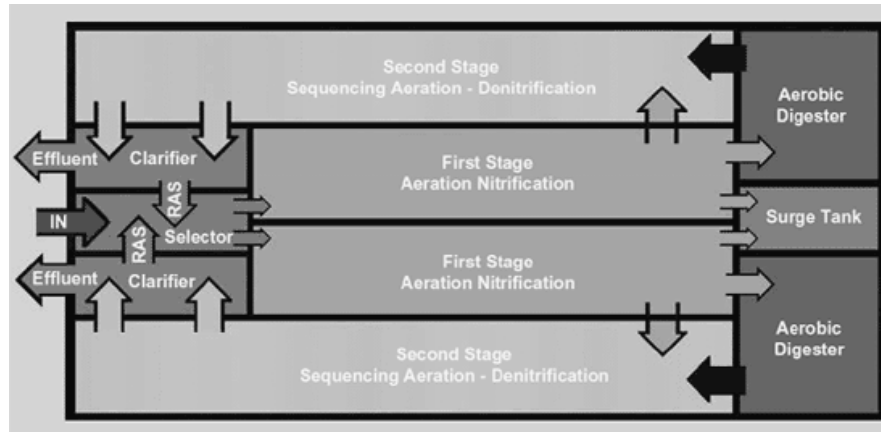 Second Stage
Sequencing Aeration - Denitrification
Aerobic
Digester
Effluent
Clarifier
First Stage
Aeration Nitrification
RAS
IN
Selector
Surge Tank
RAS
Effluent
Clarifier
First Stage
Aeration Nitrification
Second Stage
Sequencing Aeration - Denitrification
Aerobic
Digester